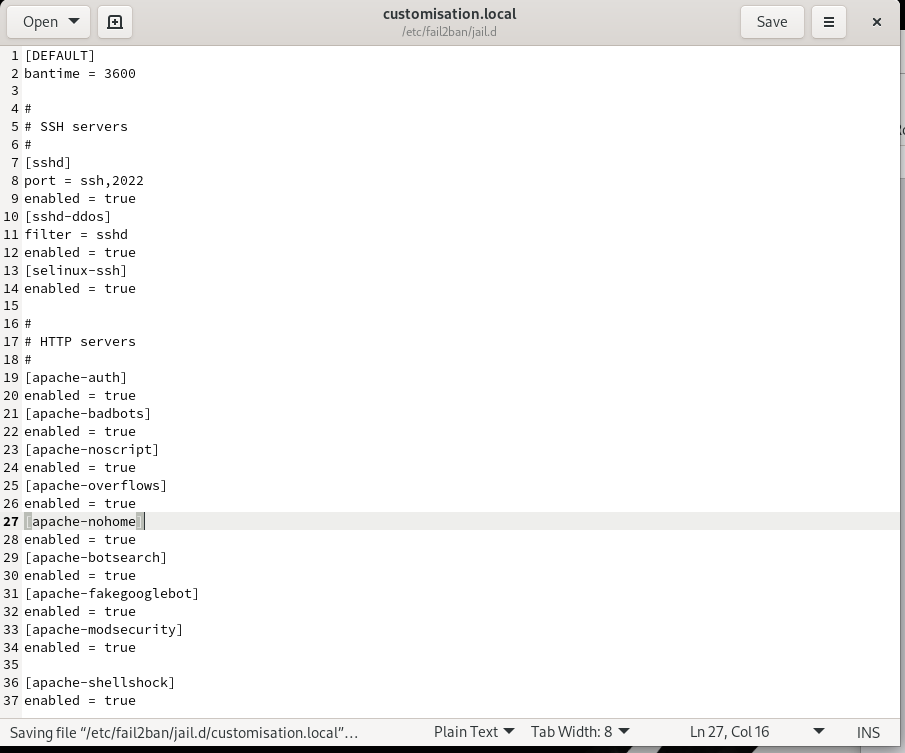 Open
customisation.local
/etc/fail2ban/jail.d
Save
1 [DEFAULT]
2 bantime = 3600
3
4 #
5 # SSH servers
6 #
7 [sshd]
8 port = ssh,2022
9 enabled = true
10 [sshd-ddos]
11 filter = sshd
12 enabled = true
13 [selinux-ssh]
14 enabled = true
15
16 #
17 # HTTP servers
18 #
19 [apache-auth]
20 enabled = true
21 [apache-badbots]
22 enabled = true
23 [apache-noscript]
24 enabled = true
25 [apache-overflows]
26 enabled = true
27 [apache-nohome]
28 enabled = true
29 [apache-botsearch]
30 enabled = true
31 [apache-fakegooglebot]
32 enabled = true
33 [apache-modsecurity]
34 enabled = true
35
36 [apache-shellshock]
37 enabled = true
Saving file “/etc/fail2ban/jail.d/customisation.local”… Plain Text Tab Width: 8 Ln 27, Col 16 INS